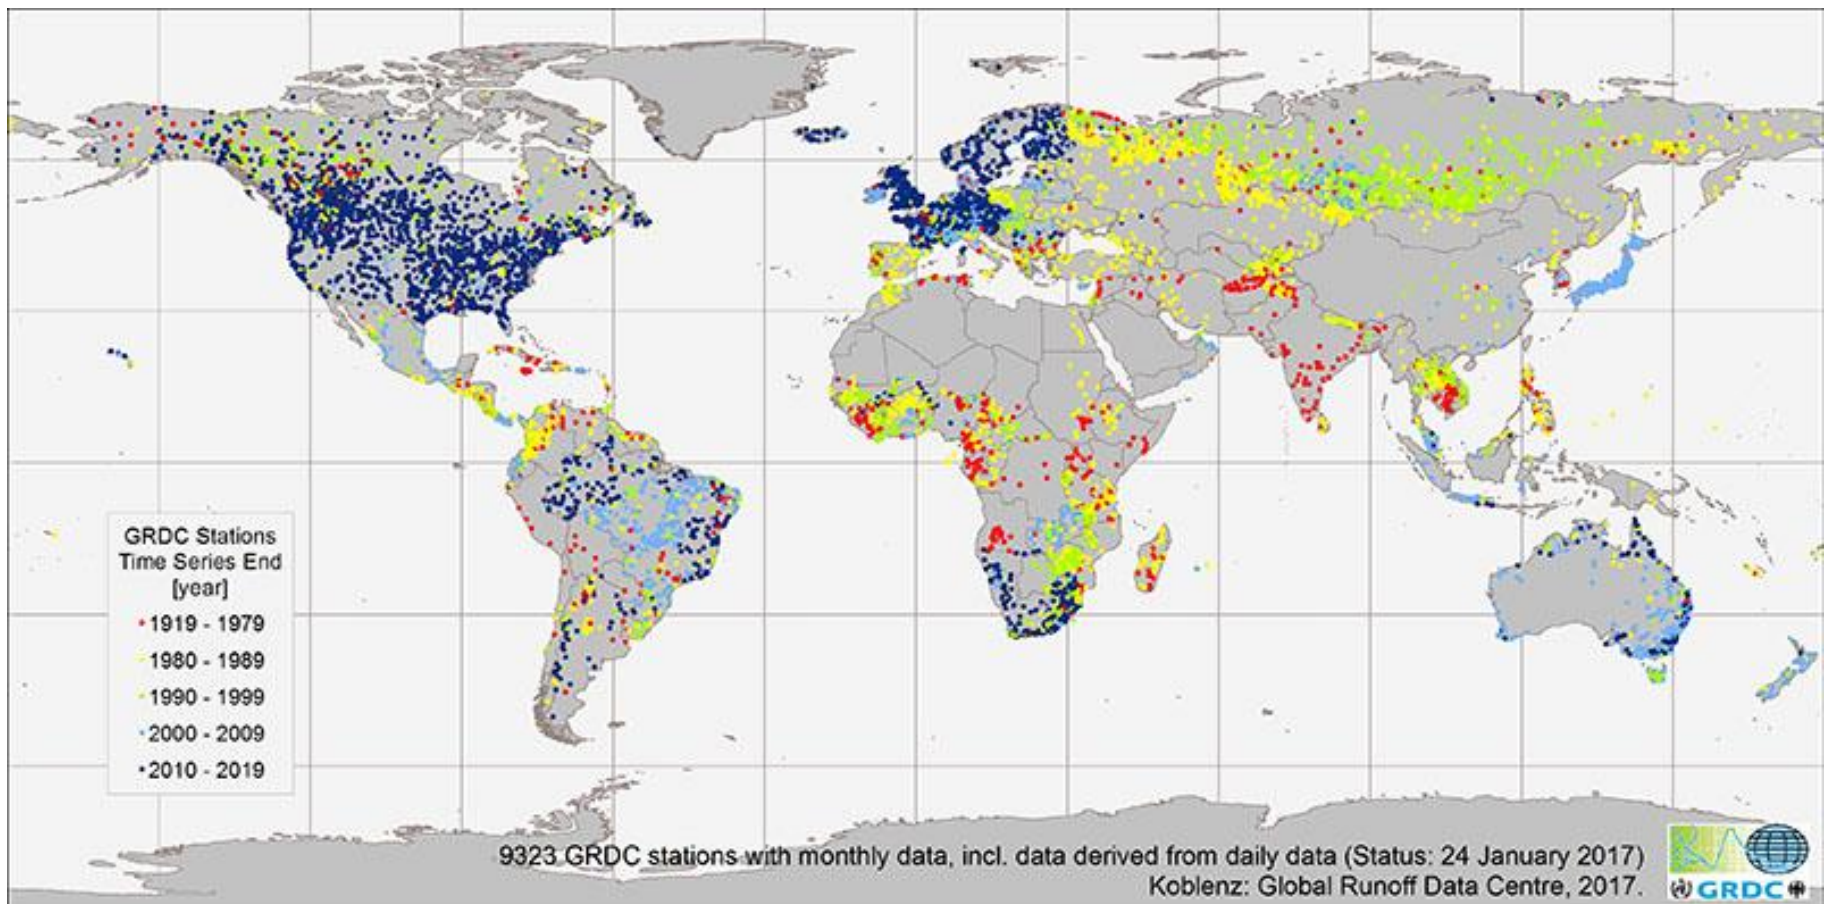 GRDC Stations
Time Series End
[year]
1919 - 1979
1980 - 1989
1990 - 1999
2000 - 2009
2010 - 2019
9323 GRDC stations with monthly data, incl. data derived from daily data (Status: 24 January 2017)
Koblenz: Global Runoff Data Centre, 2017.
GRDC